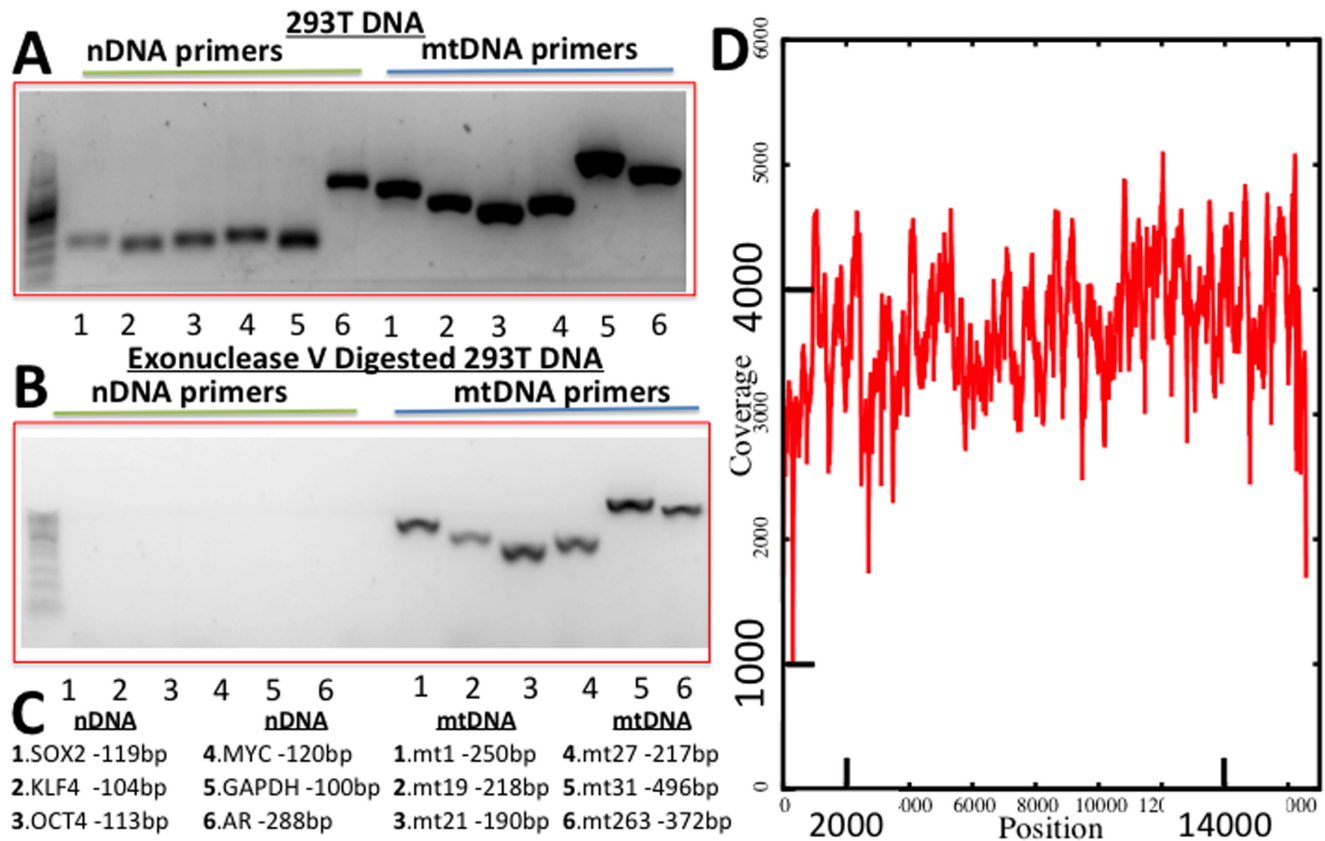 A
293T DNA
nDNA primers mtDNA primers
1 2 3 4 5 6 1 2 3 4 5 6
Exonuclease V Digested 293T DNA
B
nDNA primers mtDNA primers
1 2 3 4 5 6 1 2 3 4 5 6
C
nDNA nDNA mtDNA mtDNA
1.SOX2 -119bp 4.MYC -120bp 1.mt1 -250bp 4.mt27 -217bp
2.KLF4 -104bp 5.GAPDH -100bp 2.mt19 -218bp 5.mt31 -496bp
3.OCT4 -113bp 6.AR -288bp 3.mt21 -190bp 6.mt263 -372bp
D
6000
5000
4000
3000
2000
1000
0
Coverage
0 2000 000 6000 8000 10000 120 14000 000
Position